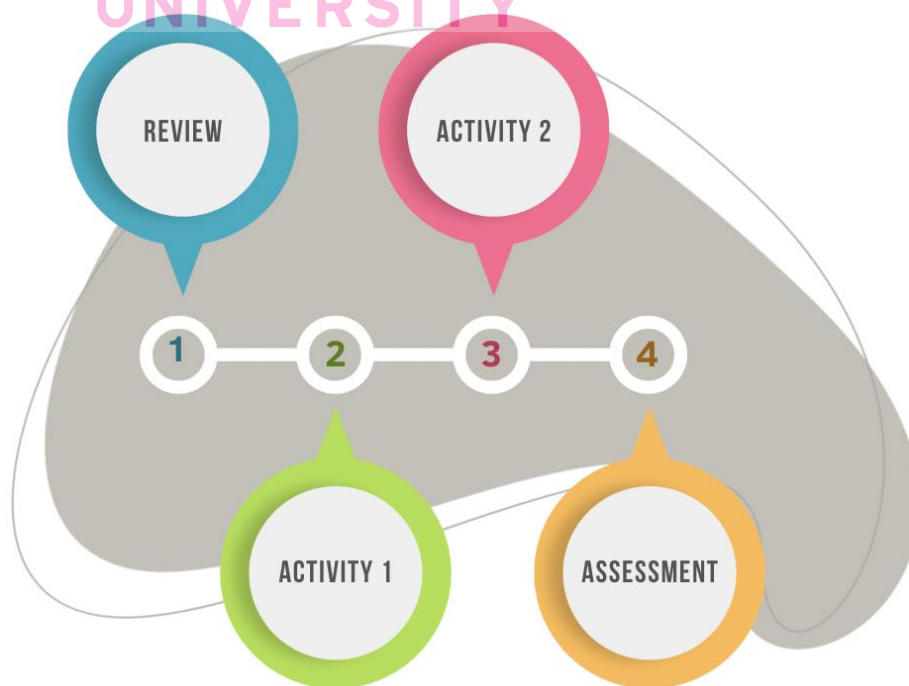 UNIVERSITY
REVIEW
ACTIVITY 2
1
2
3
4
ACTIVITY 1
ASSESSMENT